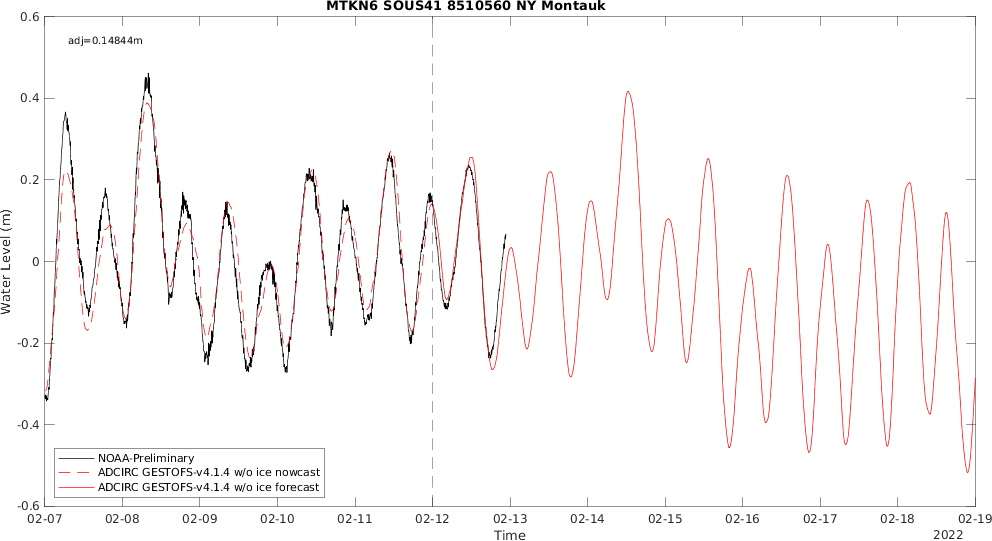 MTKN6 SOUS41 8510560 NY Montauk
0.6
adj=0.14844m
0.4
0.2
0
-0.2
-0.4
-0.6
Water Level (m)
NOAA-Preliminary
ADCIRC GESTOFS-v4.1.4 w/o ice nowcast
ADCIRC GESTOFS-v4.1.4 w/o ice forecast
02-07 02-08 02-09 02-10 02-11 02-12 02-13 02-14 02-15 02-16 02-17 02-18 02-19
Time
2022